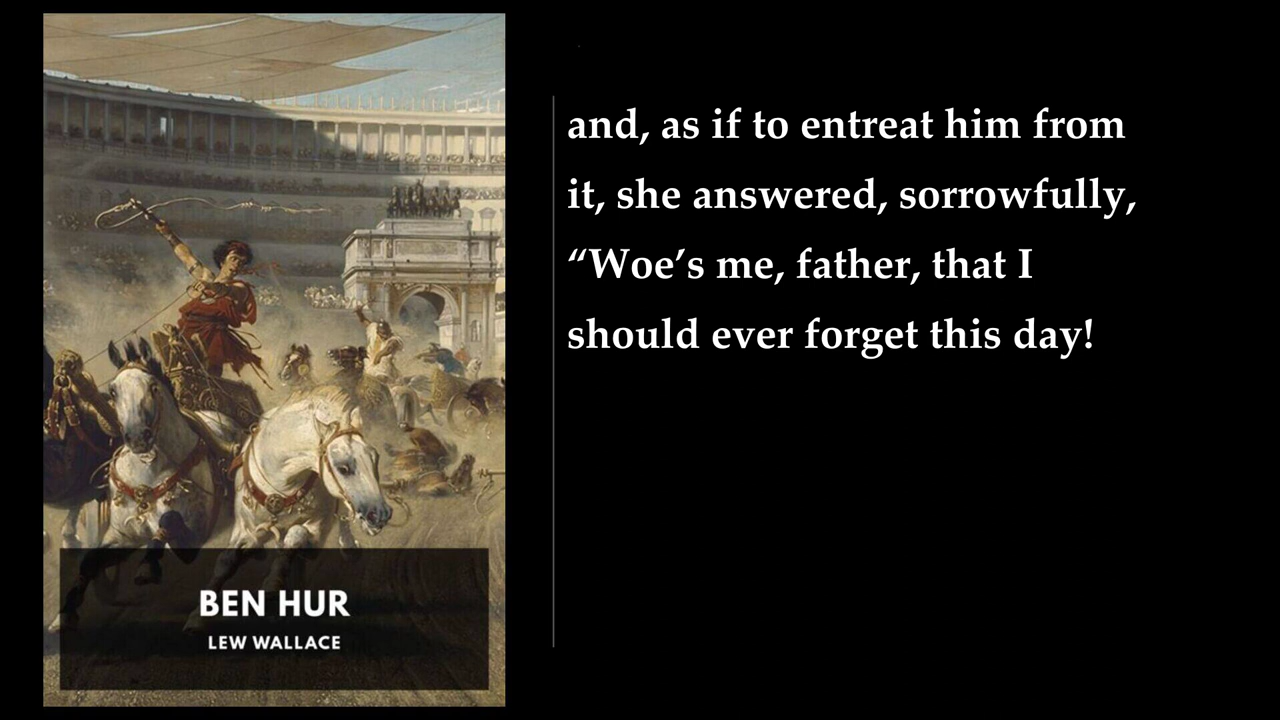 BEN HUR
LEW WALLACE
and, as if to entreat him from
it, she answered, sorrowfully,
“Woe’s me, father, that I
should ever forget this day!